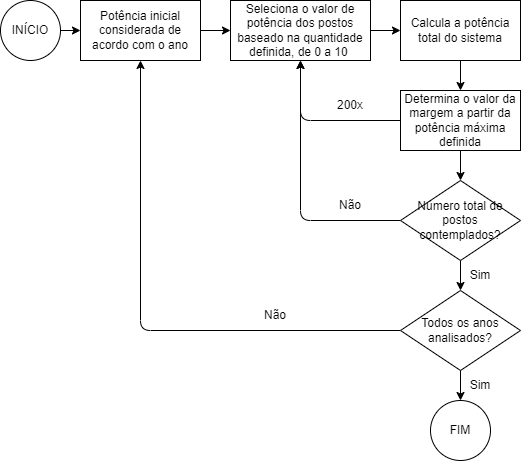 INÍCIO
Potência inicial
considerada de
acordo com o ano
Seleciona o valor de
potência dos postos
baseado na quantidade
definida, de 0 a 10
Calcula a potência
total do sistema
Determina o valor da
margem a partir da
potência máxima
definida
200x
Número total de
postos
contemplados?
Não
Sim
Todos os anos
analisados?
Não
Sim
FIM